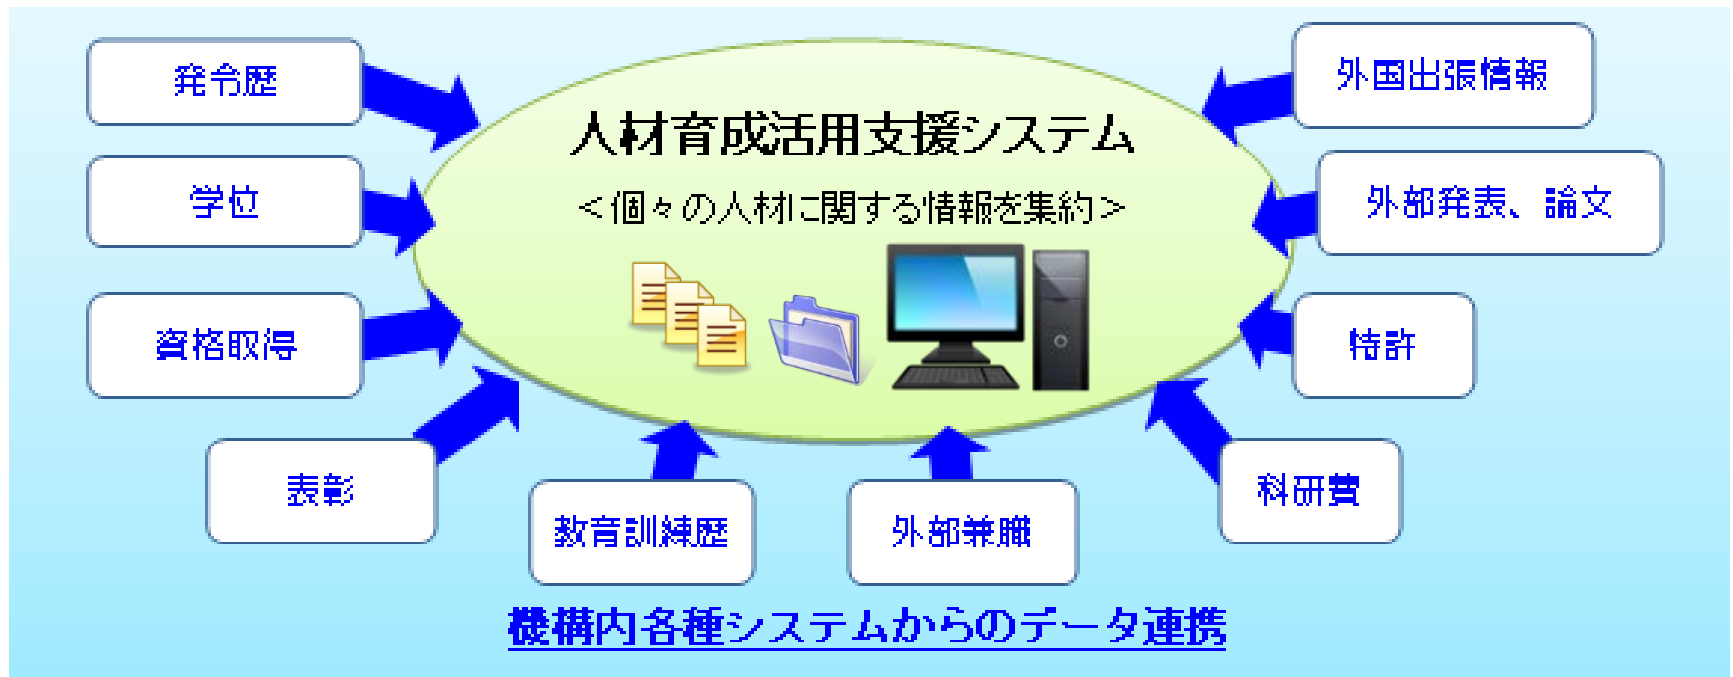 発令歴
学位
資格取得
表彰
教育訓練歴
外部兼職
科研費
特許
外部発表、論文
外国出張情報
人材育成活用支援システム
＜個々の人材に関する情報を集約＞
機構内各種システムからのデータ連携